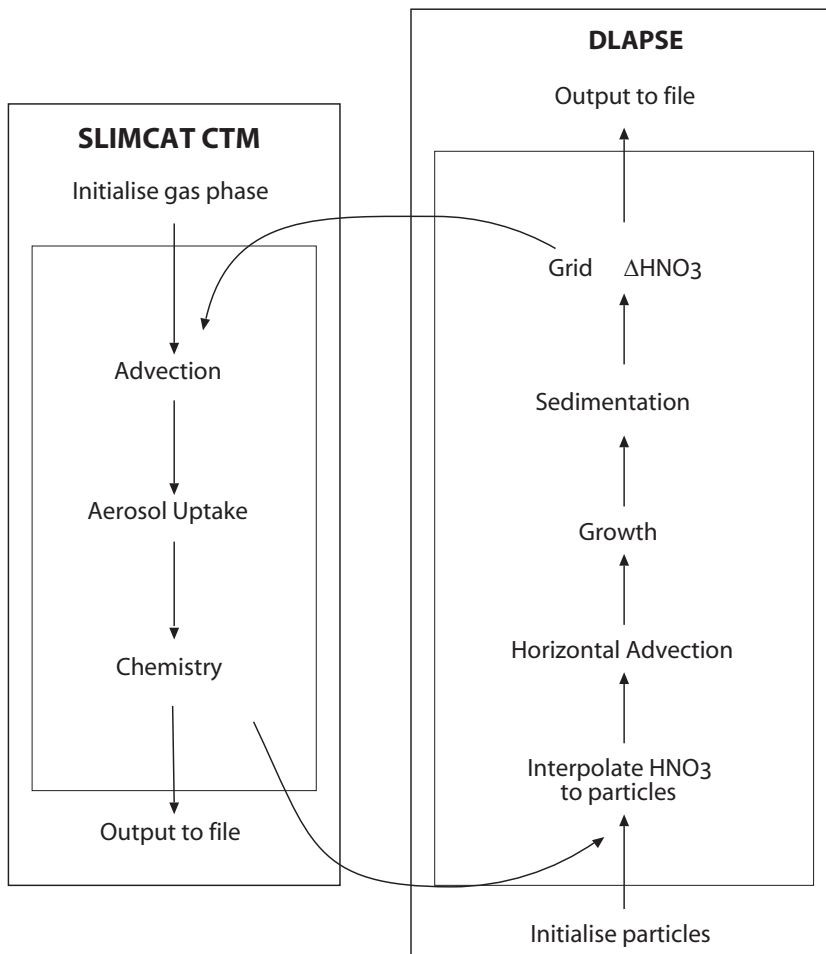 SLIMCAT CTM
Initialise gas phase
Advection
Aerosol Uptake
Chemistry
Output to file
DLAPSE
Output to file
Grid ΔHNO3
Sedimentation
Growth
Horizontal Advection
Interpolate HNO3
to particles
Initialise particles